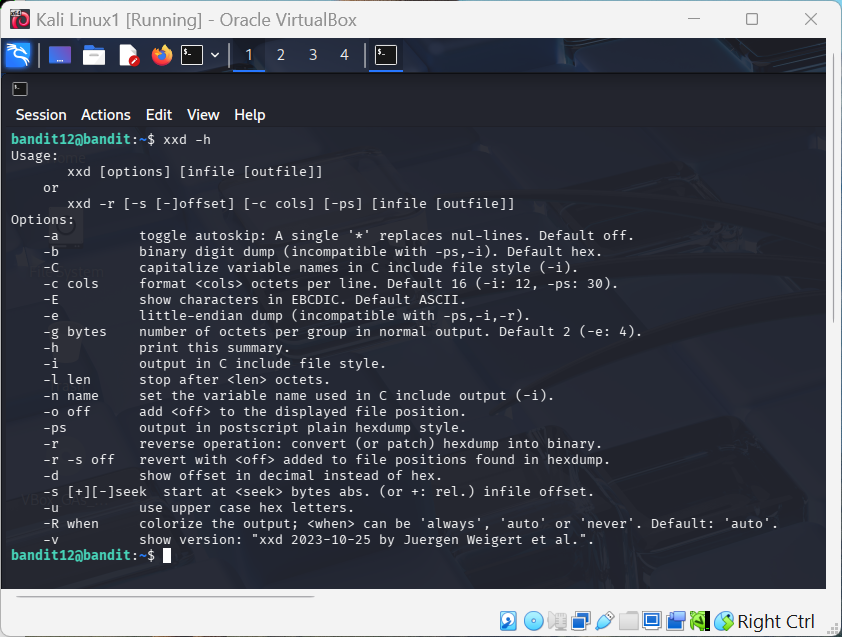 Kali Linux1 [Running] - Oracle VirtualBox
1 2 3 4
Session Actions Edit View Help
bandit12@bandit:~$ xxd -h
Usage:
       xxd [options] [infile [outfile]]
    or
       xxd -r [-s [-]offset] [-c cols] [-ps] [infile [outfile]]
Options:
    -a          toggle autoskip: A single '*' replaces nul-lines. Default off.
    -b          binary digit dump (incompatible with -ps,-i). Default hex.
    -C          capitalize variable names in C include file style (-i).
    -c cols     format <cols> octets per line. Default 16 (-i: 12, -ps: 30).
    -E          show characters in EBCDIC. Default ASCII.
    -e          little-endian dump (incompatible with -ps,-i,-r).
    -g bytes    number of octets per group in normal output. Default 2 (-e: 4).
    -h          print this summary.
    -i          output in C include file style.
    -l len      stop after <len> octets.
    -n name     set the variable name used in C include output (-i).
    -o off      add <off> to the displayed file position.
    -ps         output in postscript plain hexdump style.
    -r          reverse operation: convert (or patch) hexdump into binary.
    -r -s off   revert with <off> added to file positions found in hexdump.
    -d          show offset in decimal instead of hex.
    -s [+][-]seek  start at <seek> bytes abs. (or +: rel.) infile offset.
    -u          use upper case hex letters.
    -R when     colorize the output; <when> can be 'always', 'auto' or 'never'. Default: 'auto'.
    -v          show version: "xxd 2023-10-25 by Juergen Weigert et al.".
bandit12@bandit:~$
Right Ctrl